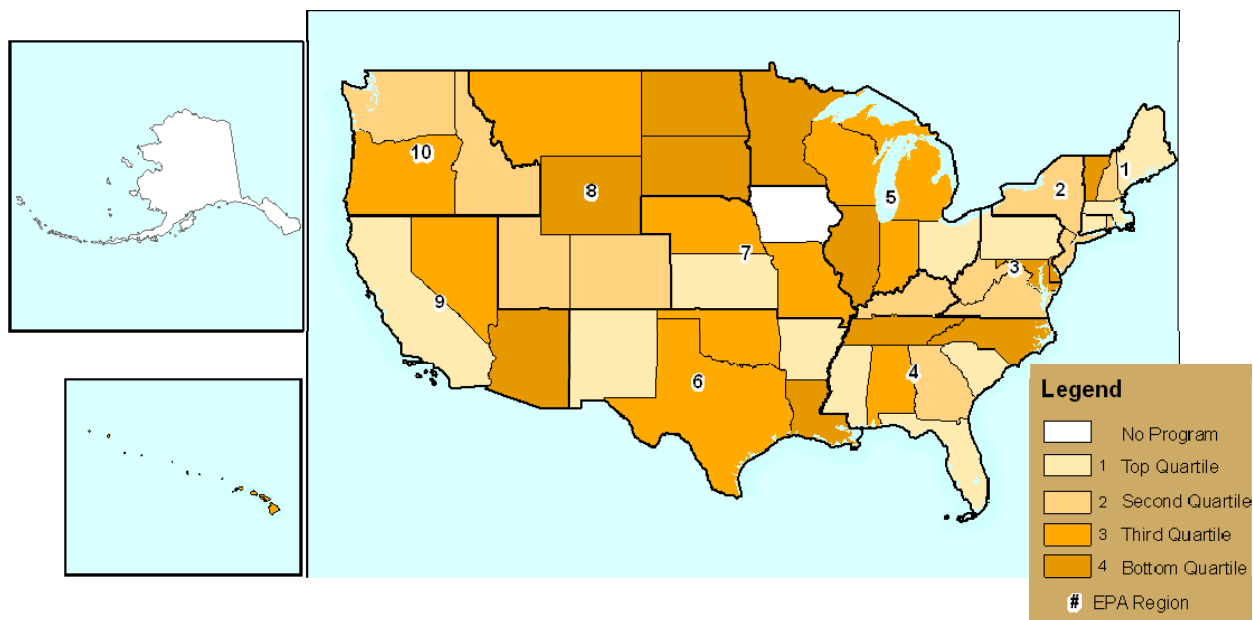 10
8
9
7
6
5
4
3
2
1
Legend
No Program
1 Top Quartile
2 Second Quartile
3 Third Quartile
4 Bottom Quartile
# EPA Region